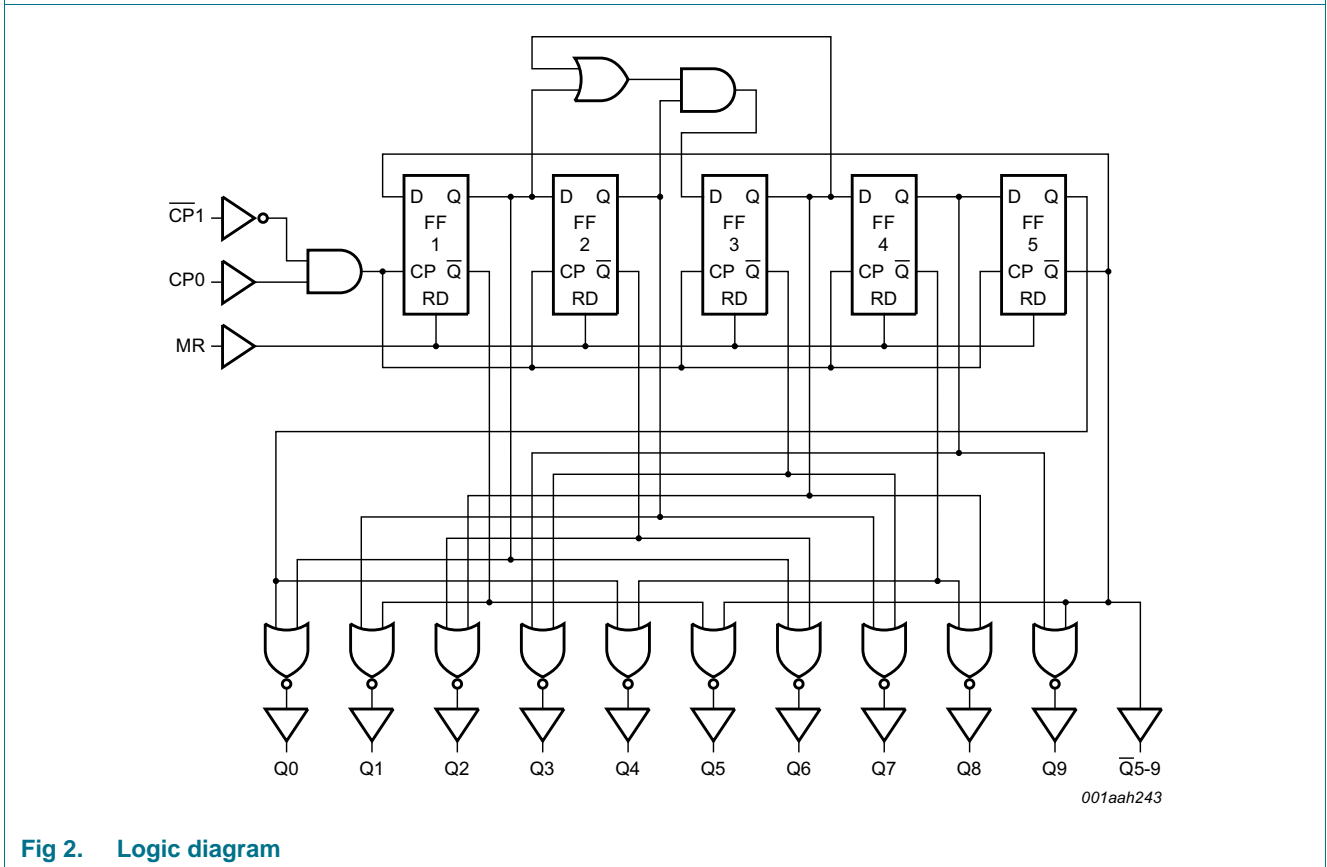 D Q D Q D Q D Q D Q
C̅P̅1 FF FF FF FF FF
1 2 3 4 5
CP0 CP Q̅ CP Q̅ CP Q̅ CP Q̅ CP Q̅
RD RD RD RD RD
MR
Q0 Q1 Q2 Q3 Q4 Q5 Q6 Q7 Q8 Q9 Q̅5-9
001aah243
Fig 2. Logic diagram